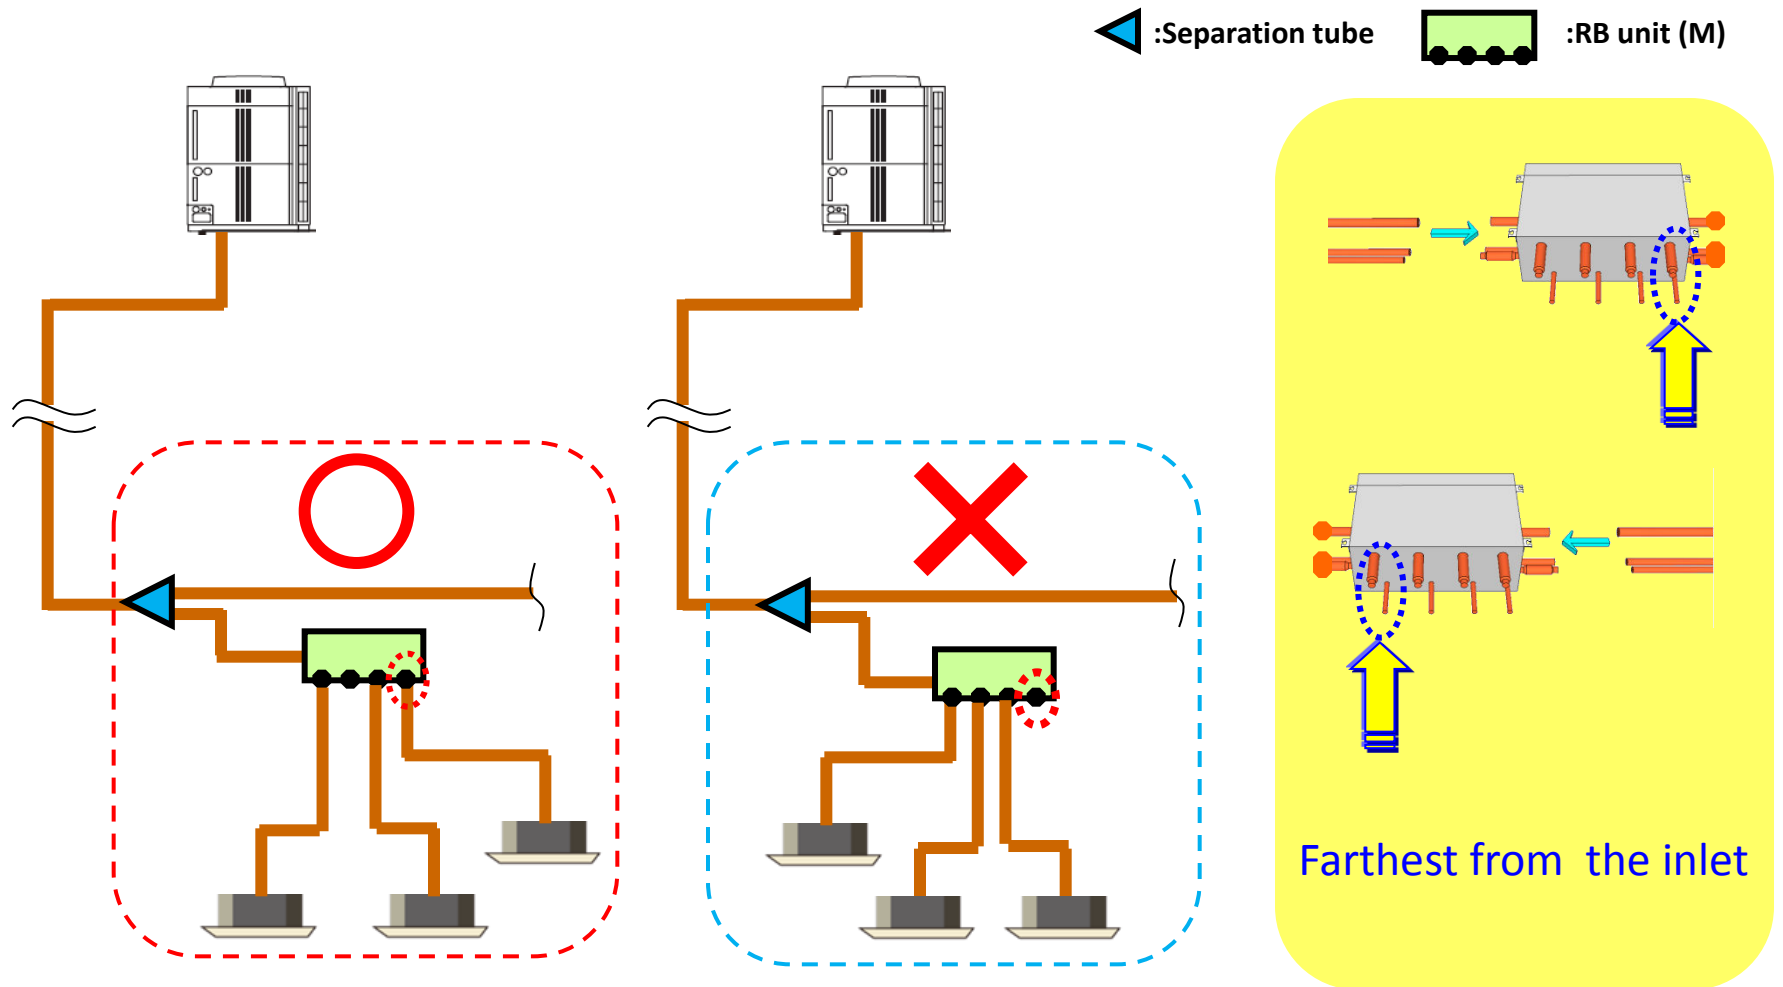 :Separation tube
:RB unit (M)
Farthest from  the inlet